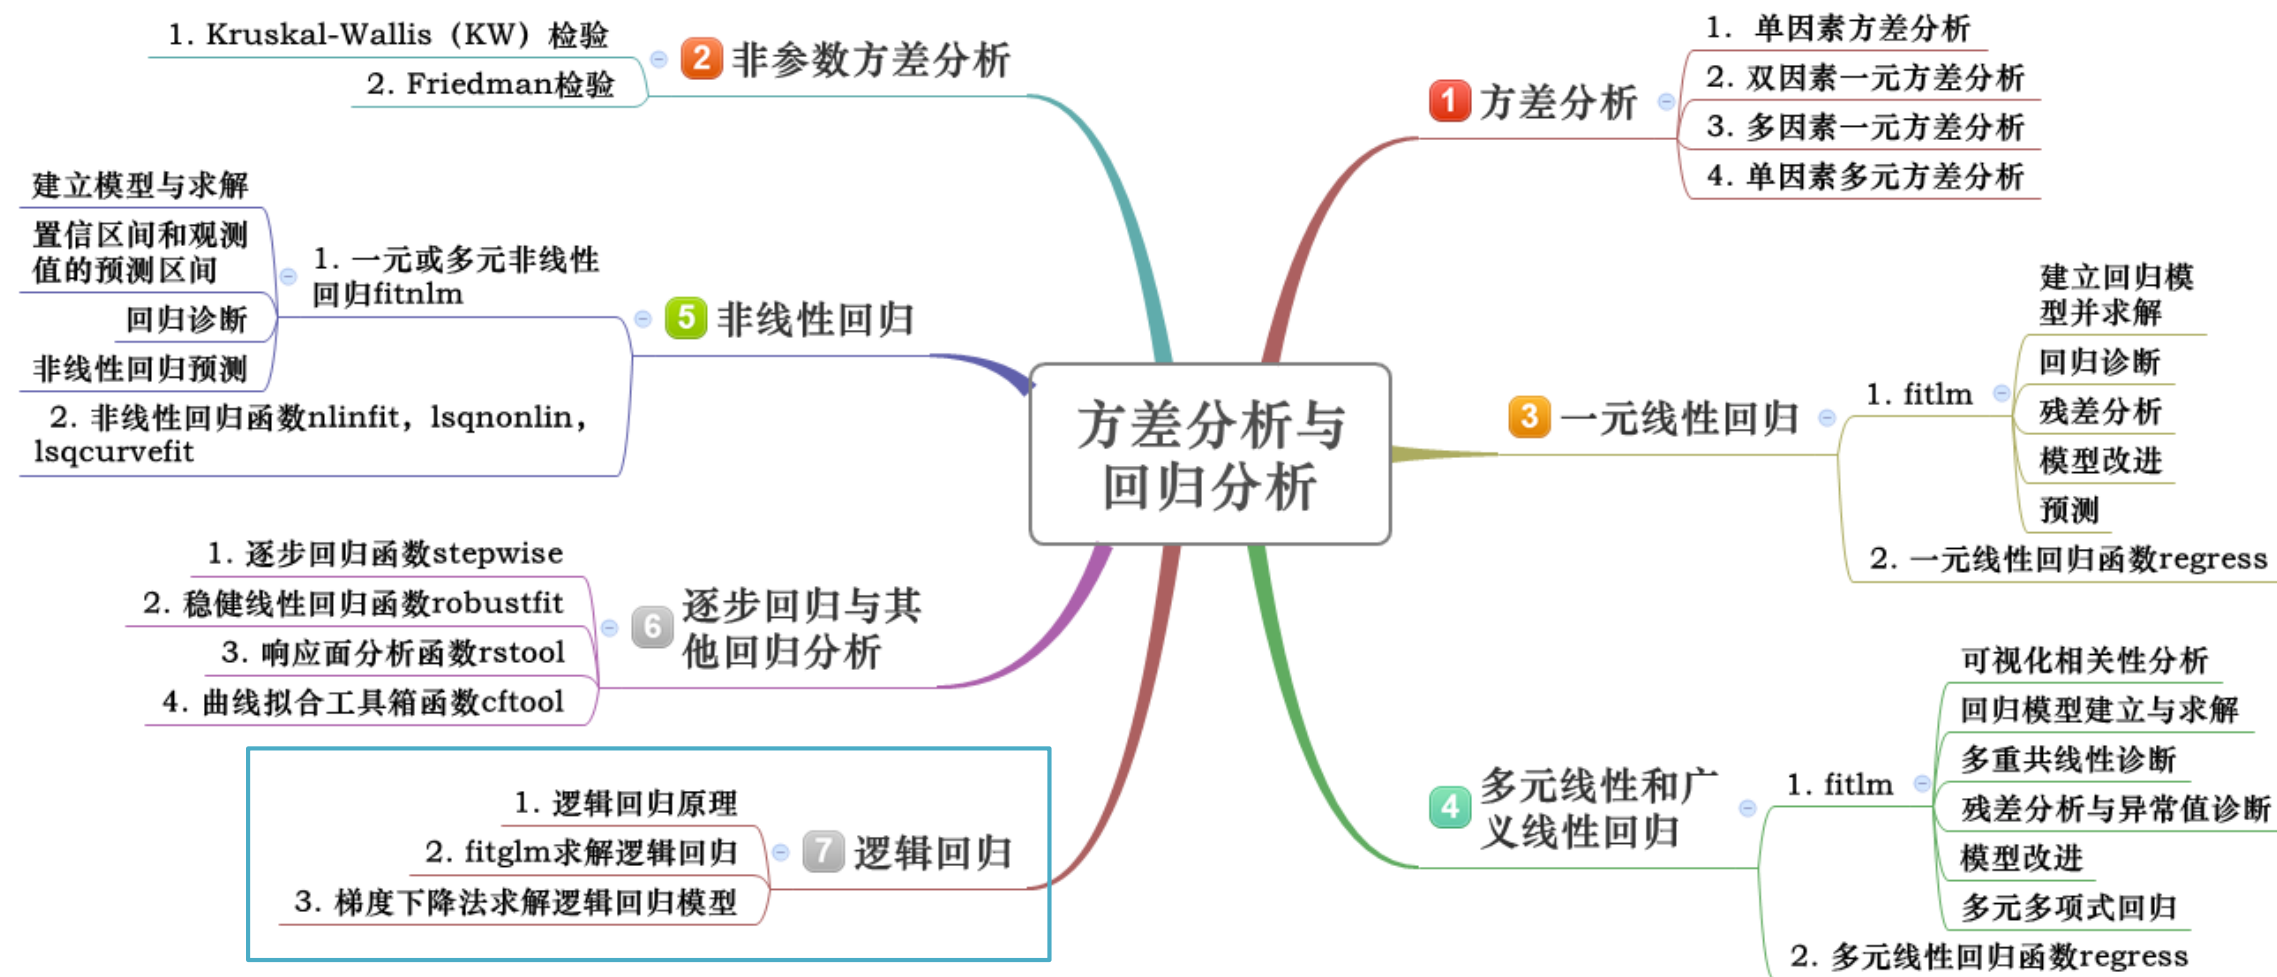 方差分析与
回归分析
1 方差分析
1. 单因素方差分析
2. 双因素一元方差分析
3. 多因素一元方差分析
4. 单因素多元方差分析
2 非参数方差分析
1. Kruskal-Wallis（KW）检验
2. Friedman检验
3 一元线性回归
1. fitlm
建立回归模
型并求解
回归诊断
残差分析
模型改进
预测
2. 一元线性回归函数regress
4 多元线性和广
义线性回归
1. fitlm
可视化相关性分析
回归模型建立与求解
多重共线性诊断
残差分析与异常值诊断
模型改进
多元多项式回归
2. 多元线性回归函数regress
5 非线性回归
1. 一元或多元非线性
回归fitnlm
建立模型与求解
置信区间和观测
值的预测区间
回归诊断
非线性回归预测
2. 非线性回归函数nlinfit，lsqnonlin，
lsqcurvefit
6 逐步回归与其
他回归分析
1. 逐步回归函数stepwise
2. 稳健线性回归函数robustfit
3. 响应面分析函数rstool
4. 曲线拟合工具箱函数cftool
7 逻辑回归
1. 逻辑回归原理
2. fitglm求解逻辑回归
3. 梯度下降法求解逻辑回归模型